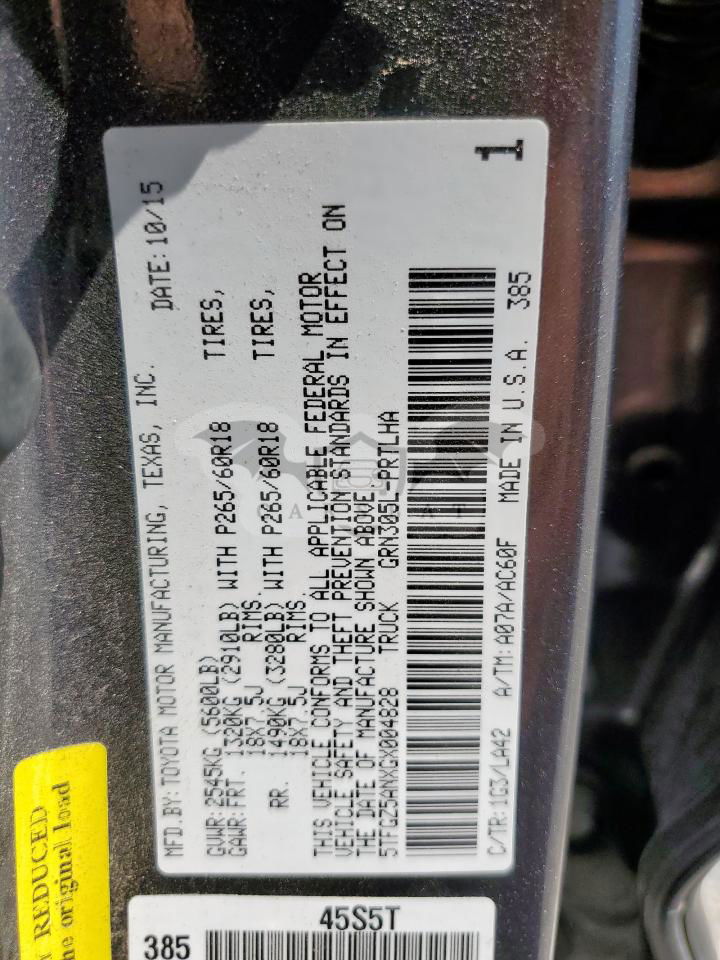 MFD.BY:TOYOTA MOTOR MANUFACTURING, TEXAS, INC. DATE:10/15
GVWR:2545KG (5600LB)
GAWR:FRT. 1320KG (2910LB) WITH P265/60R18 TIRES,
18X7.5J RIMS.
RR. 1490KG (3280LB) WITH P265/60R18 TIRES,
18X7.5J RIMS.
THIS VEHICLE CONFORMS TO ALL APPLICABLE FEDERAL MOTOR
VEHICLE SAFETY AND THEFT PREVENTION STANDARDS IN EFFECT ON
THE DATE OF MANUFACTURE SHOWN ABOVE.
5TFGZ5ANXGX004828 TRUCK GRN305L-PRTLHA
C/TR:1G3/LA42 A/TM:A07A/AC60F MADE IN U.S.A. 385
1
REDUCED
original load
45S5T
385